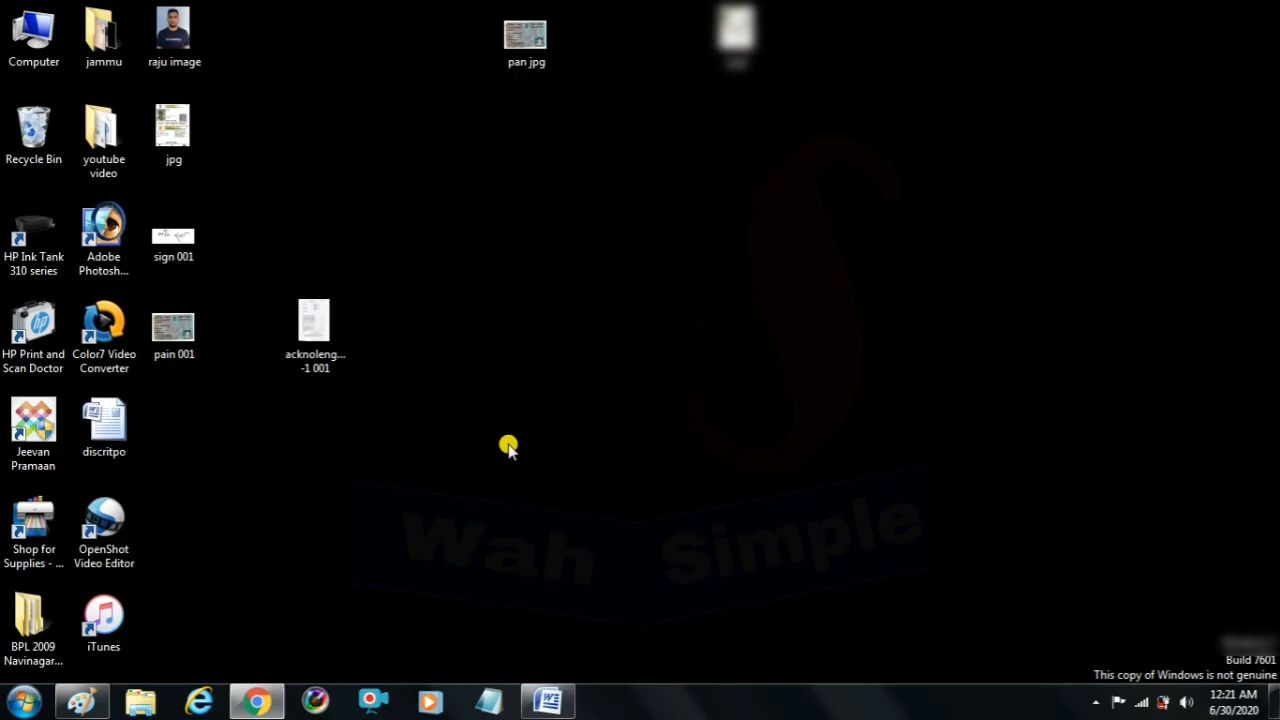 Computer
jammu
raju image
pan jpg
Recycle Bin
youtube
video
jpg
HP Ink Tank
310 series
Adobe
Photosh...
sign 001
HP Print and
Scan Doctor
Color7 Video
Converter
pain 001
acknoleng...
-1 001
Jeevan
Pramaan
discritpo
Shop for
Supplies - ...
OpenShot
Video Editor
BPL 2009
Navinagar...
iTunes
Wah Simple
Build 7601
This copy of Windows is not genuine
12:21 AM
6/30/2020